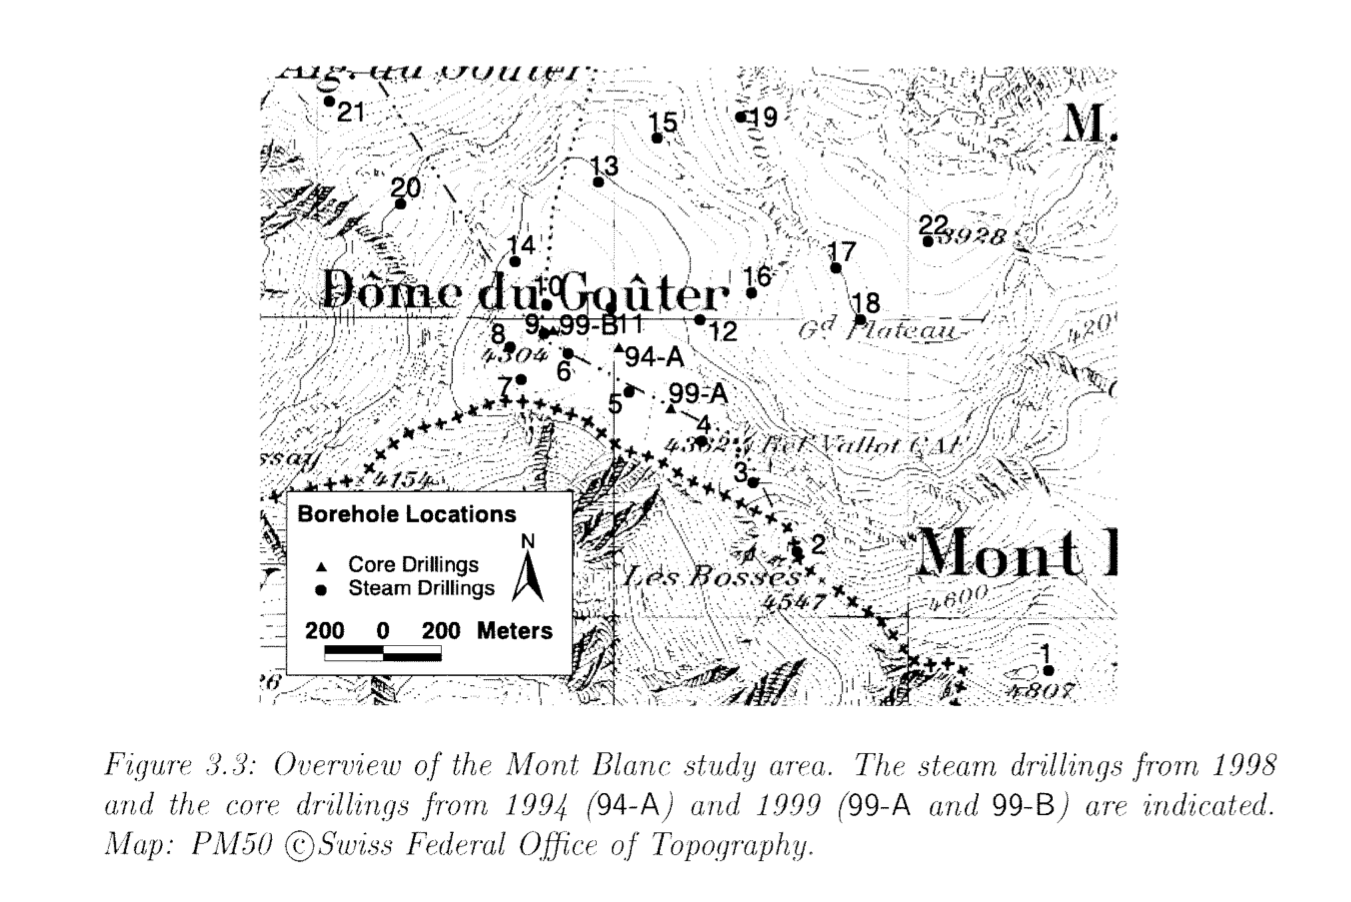 Aig. du Goûter
21
15
19
M.
13
20
22
3928
14
17
10
16
Dôme du Goûter
18
9
99-B
11
12
Gd Plateau
8
4304
6
94-A
7
5
99-A
4
Ref. Vallot CAF
3
ssay
4154
2
Les Bosses
4547
Mont
4600
1
4807
26
Borehole Locations
N
Core Drillings
Steam Drillings
200 0 200 Meters
Figure 3.3: Overview of the Mont Blanc study area. The steam drillings from 1998
and the core drillings from 1994 (94-A) and 1999 (99-A and 99-B) are indicated.
Map: PM50 ©Swiss Federal Office of Topography.